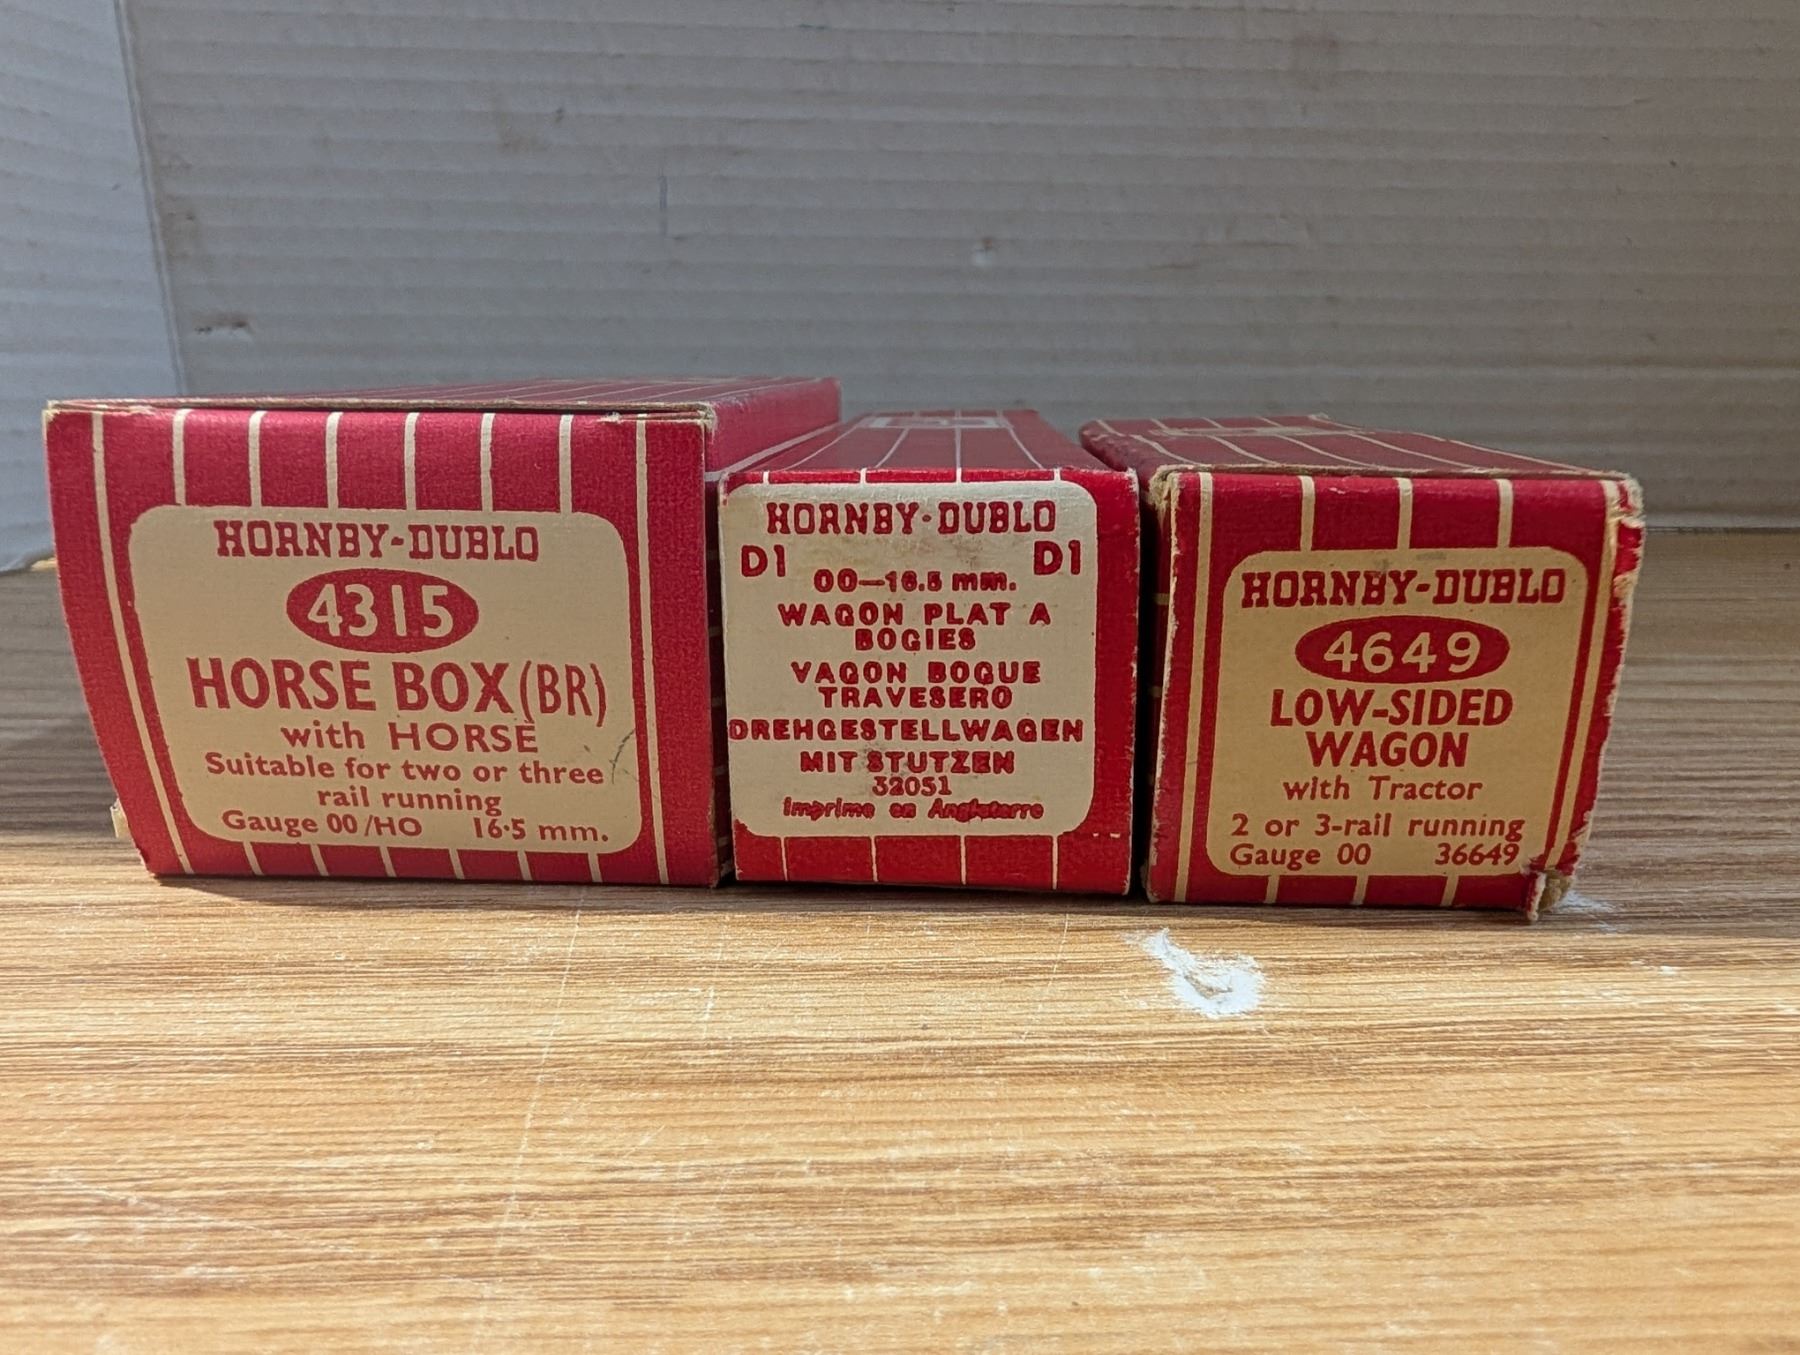 HORNBY-DUBLO
4315
HORSE BOX (BR)
with HORSE
Suitable for two or three
rail running
Gauge 00/HO 16·5 mm.
HORNBY-DUBLO
D1 D1
00—16.5 mm.
WAGON PLAT A
BOGIES
VAGON BOGUE
TRAVESERO
DREHGESTELLWAGEN
MIT STUTZEN
32051
Imprime en Angleterre
HORNBY-DUBLO
4649
LOW-SIDED
WAGON
with Tractor
2 or 3-rail running
Gauge 00 36649